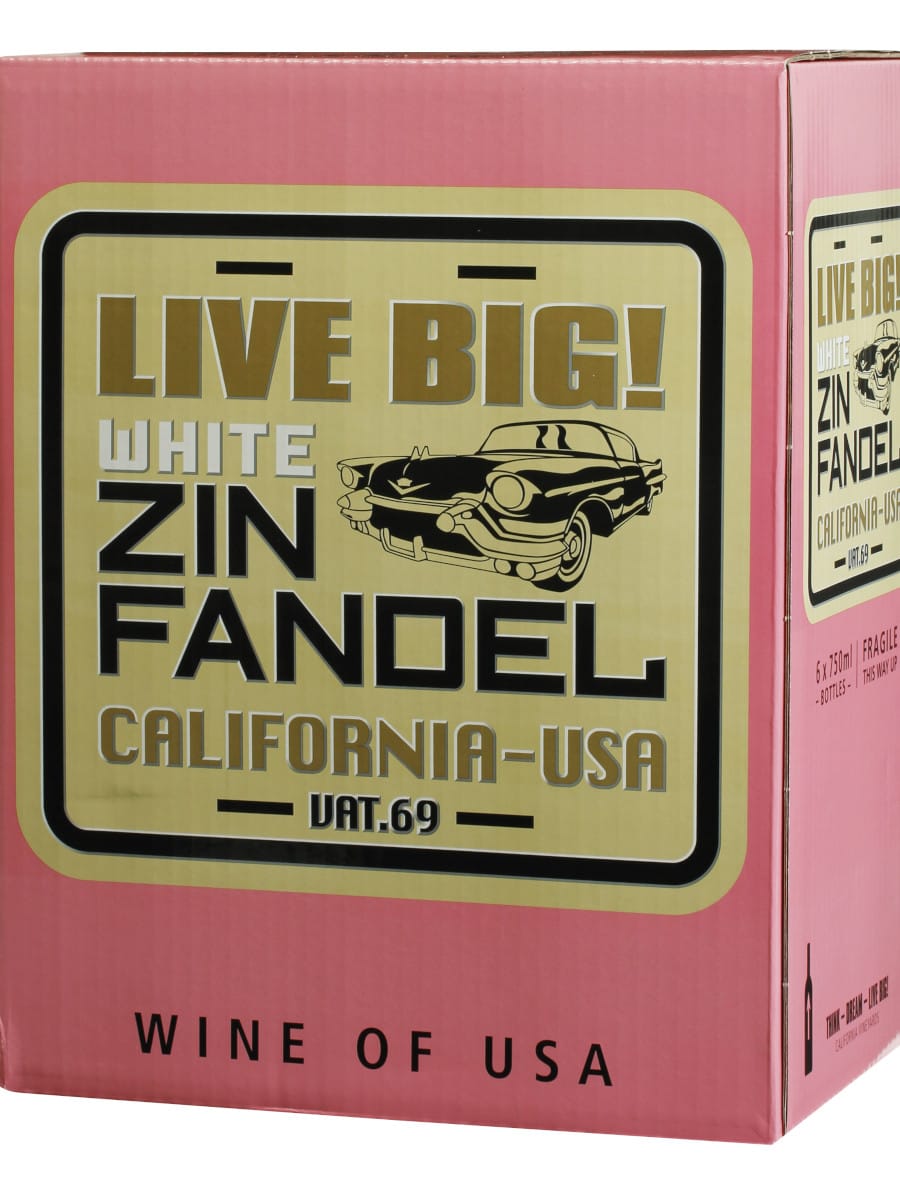 LIVE BIG!
WHITE
ZIN
FANDEL
CALIFORNIA-USA
VAT.69
WINE OF USA
LIVE BIG!
WHITE
ZIN
FANDEL
CALIFORNIA-USA
VAT.69
6 x 750ml
- BOTTLES -
FRAGILE
THIS WAY UP
THINK – DREAM – LIVE BIG!
CALIFORNIA VINEYARDS